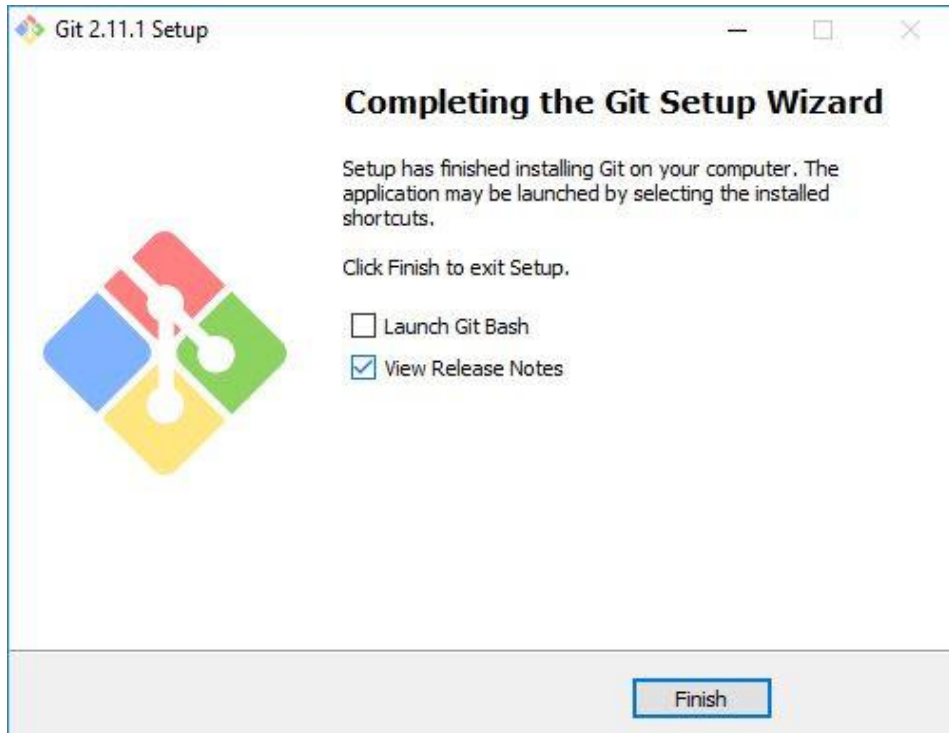 Git 2.11.1 Setup
Completing the Git Setup Wizard
Setup has finished installing Git on your computer. The
application may be launched by selecting the installed
shortcuts.
Click Finish to exit Setup.
Launch Git Bash
View Release Notes
Finish